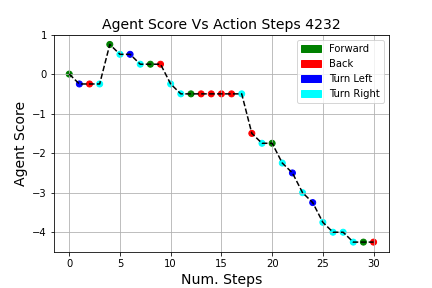 Agent Score Vs Action Steps 4232
Agent Score
1
0
−1
−2
−3
−4
Forward
Back
Turn Left
Turn Right
0 5 10 15 20 25 30
Num. Steps